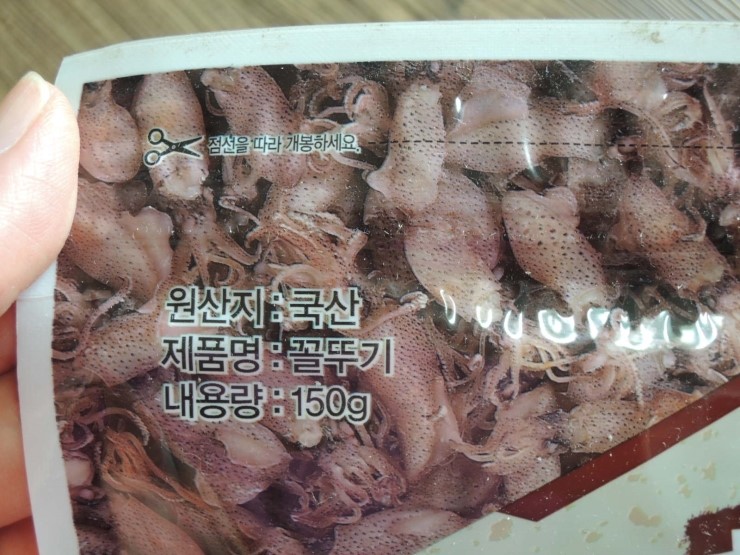 점선을 따라 개봉하세요.
원산지 : 국산
제품명 : 꼴뚜기
내용량 : 150g